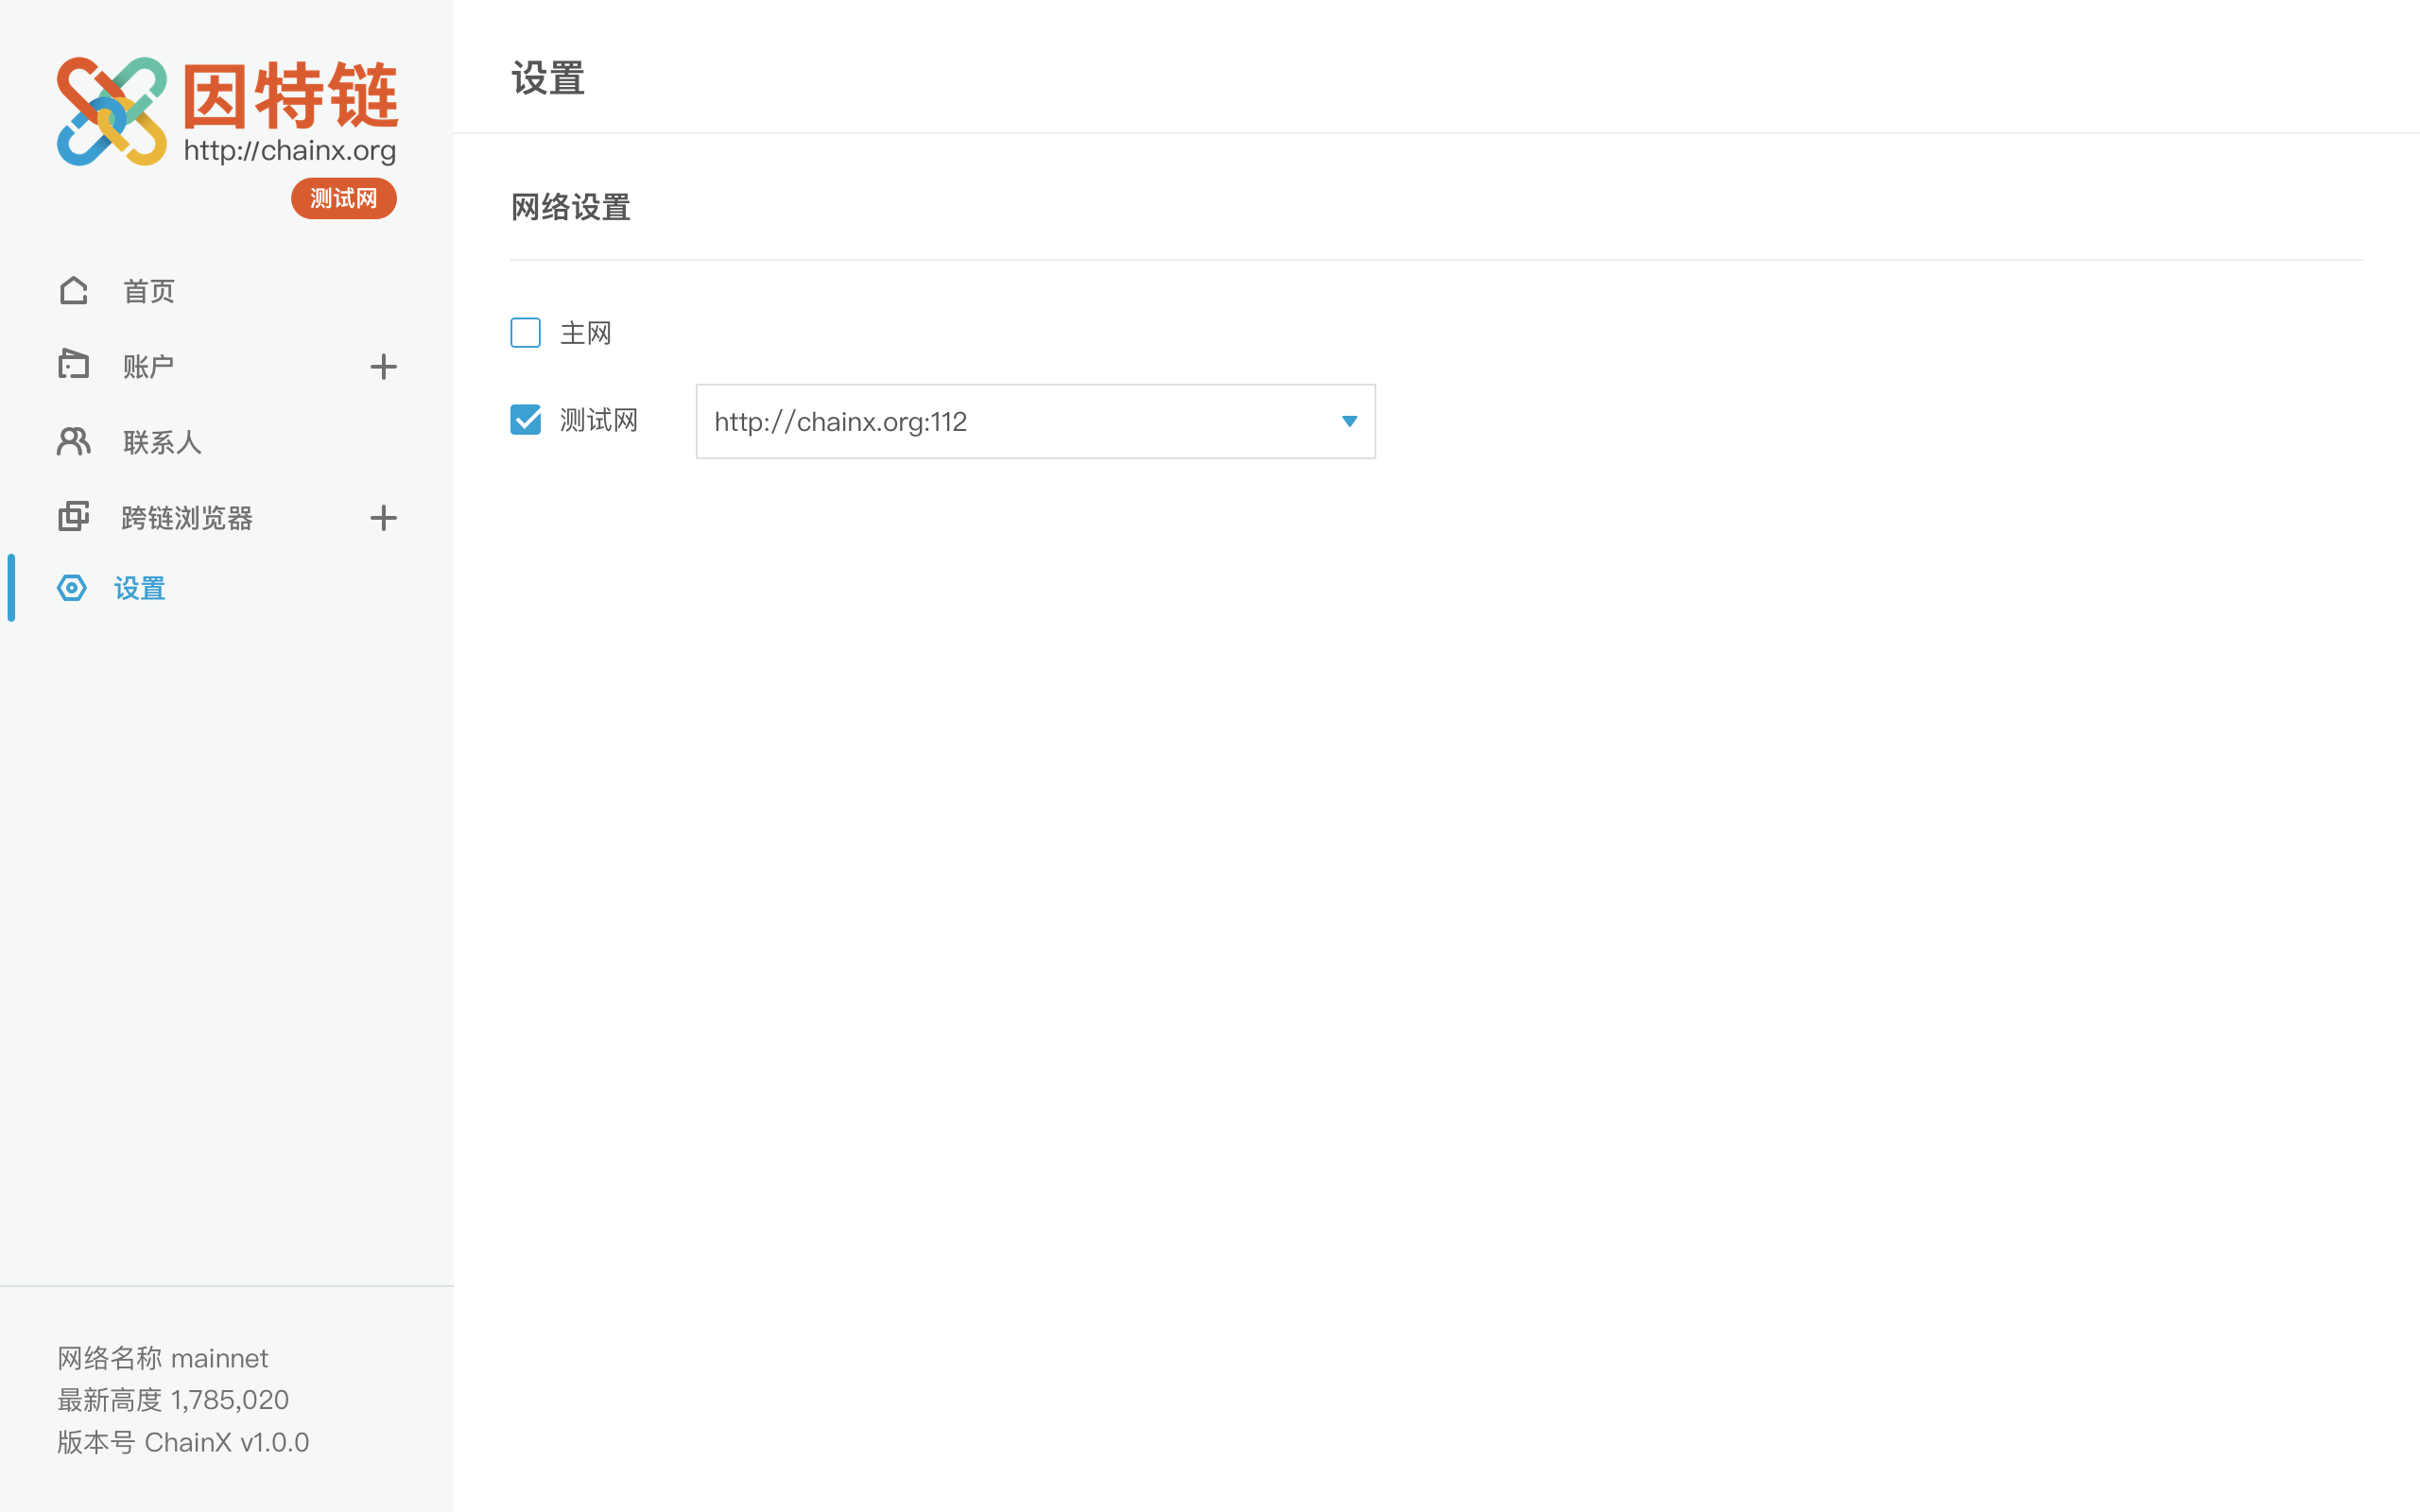 因特链
http://chainx.org
测试网
首页
账户
联系人
跨链浏览器
设置
网络名称 mainnet
最新高度 1,785,020
版本号 ChainX v1.0.0
设置
网络设置
主网
测试网 http://chainx.org:112